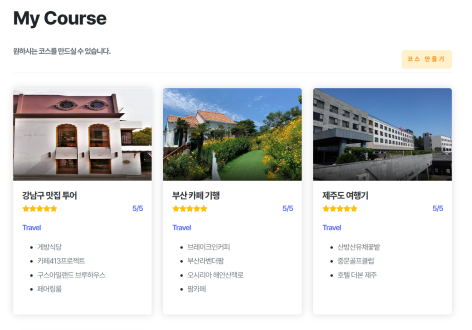 My Course
원하시는 코스를 만드실 수 있습니다.
코스 만들기
강남구 맛집 투어
5/5
Travel
게방식당
카페413프로젝트
구스아일랜드 브루하우스
페어링룸
부산 카페 기행
5/5
Travel
브레이크인커피
부산라벤더팜
오시리아 해안산책로
팜카페
제주도 여행기
5/5
Travel
산방산유채꽃밭
중문골프클럽
호텔 더본 제주